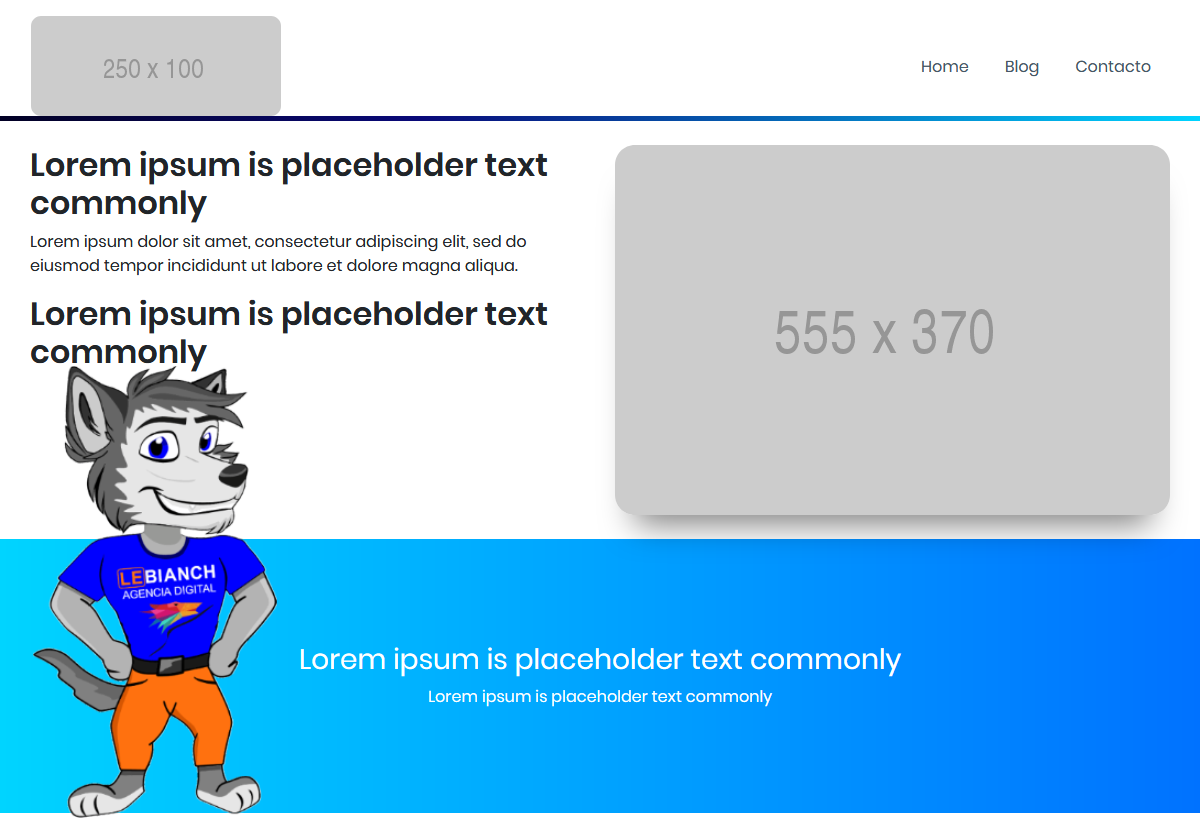 250 x 100
Home Blog Contacto
Lorem ipsum is placeholder text
commonly
Lorem ipsum dolor sit amet, consectetur adipiscing elit, sed do
eiusmod tempor incididunt ut labore et dolore magna aliqua.
Lorem ipsum is placeholder text
commonly
555 x 370
LEBIANCH
AGENCIA DIGITAL
Lorem ipsum is placeholder text commonly
Lorem ipsum is placeholder text commonly